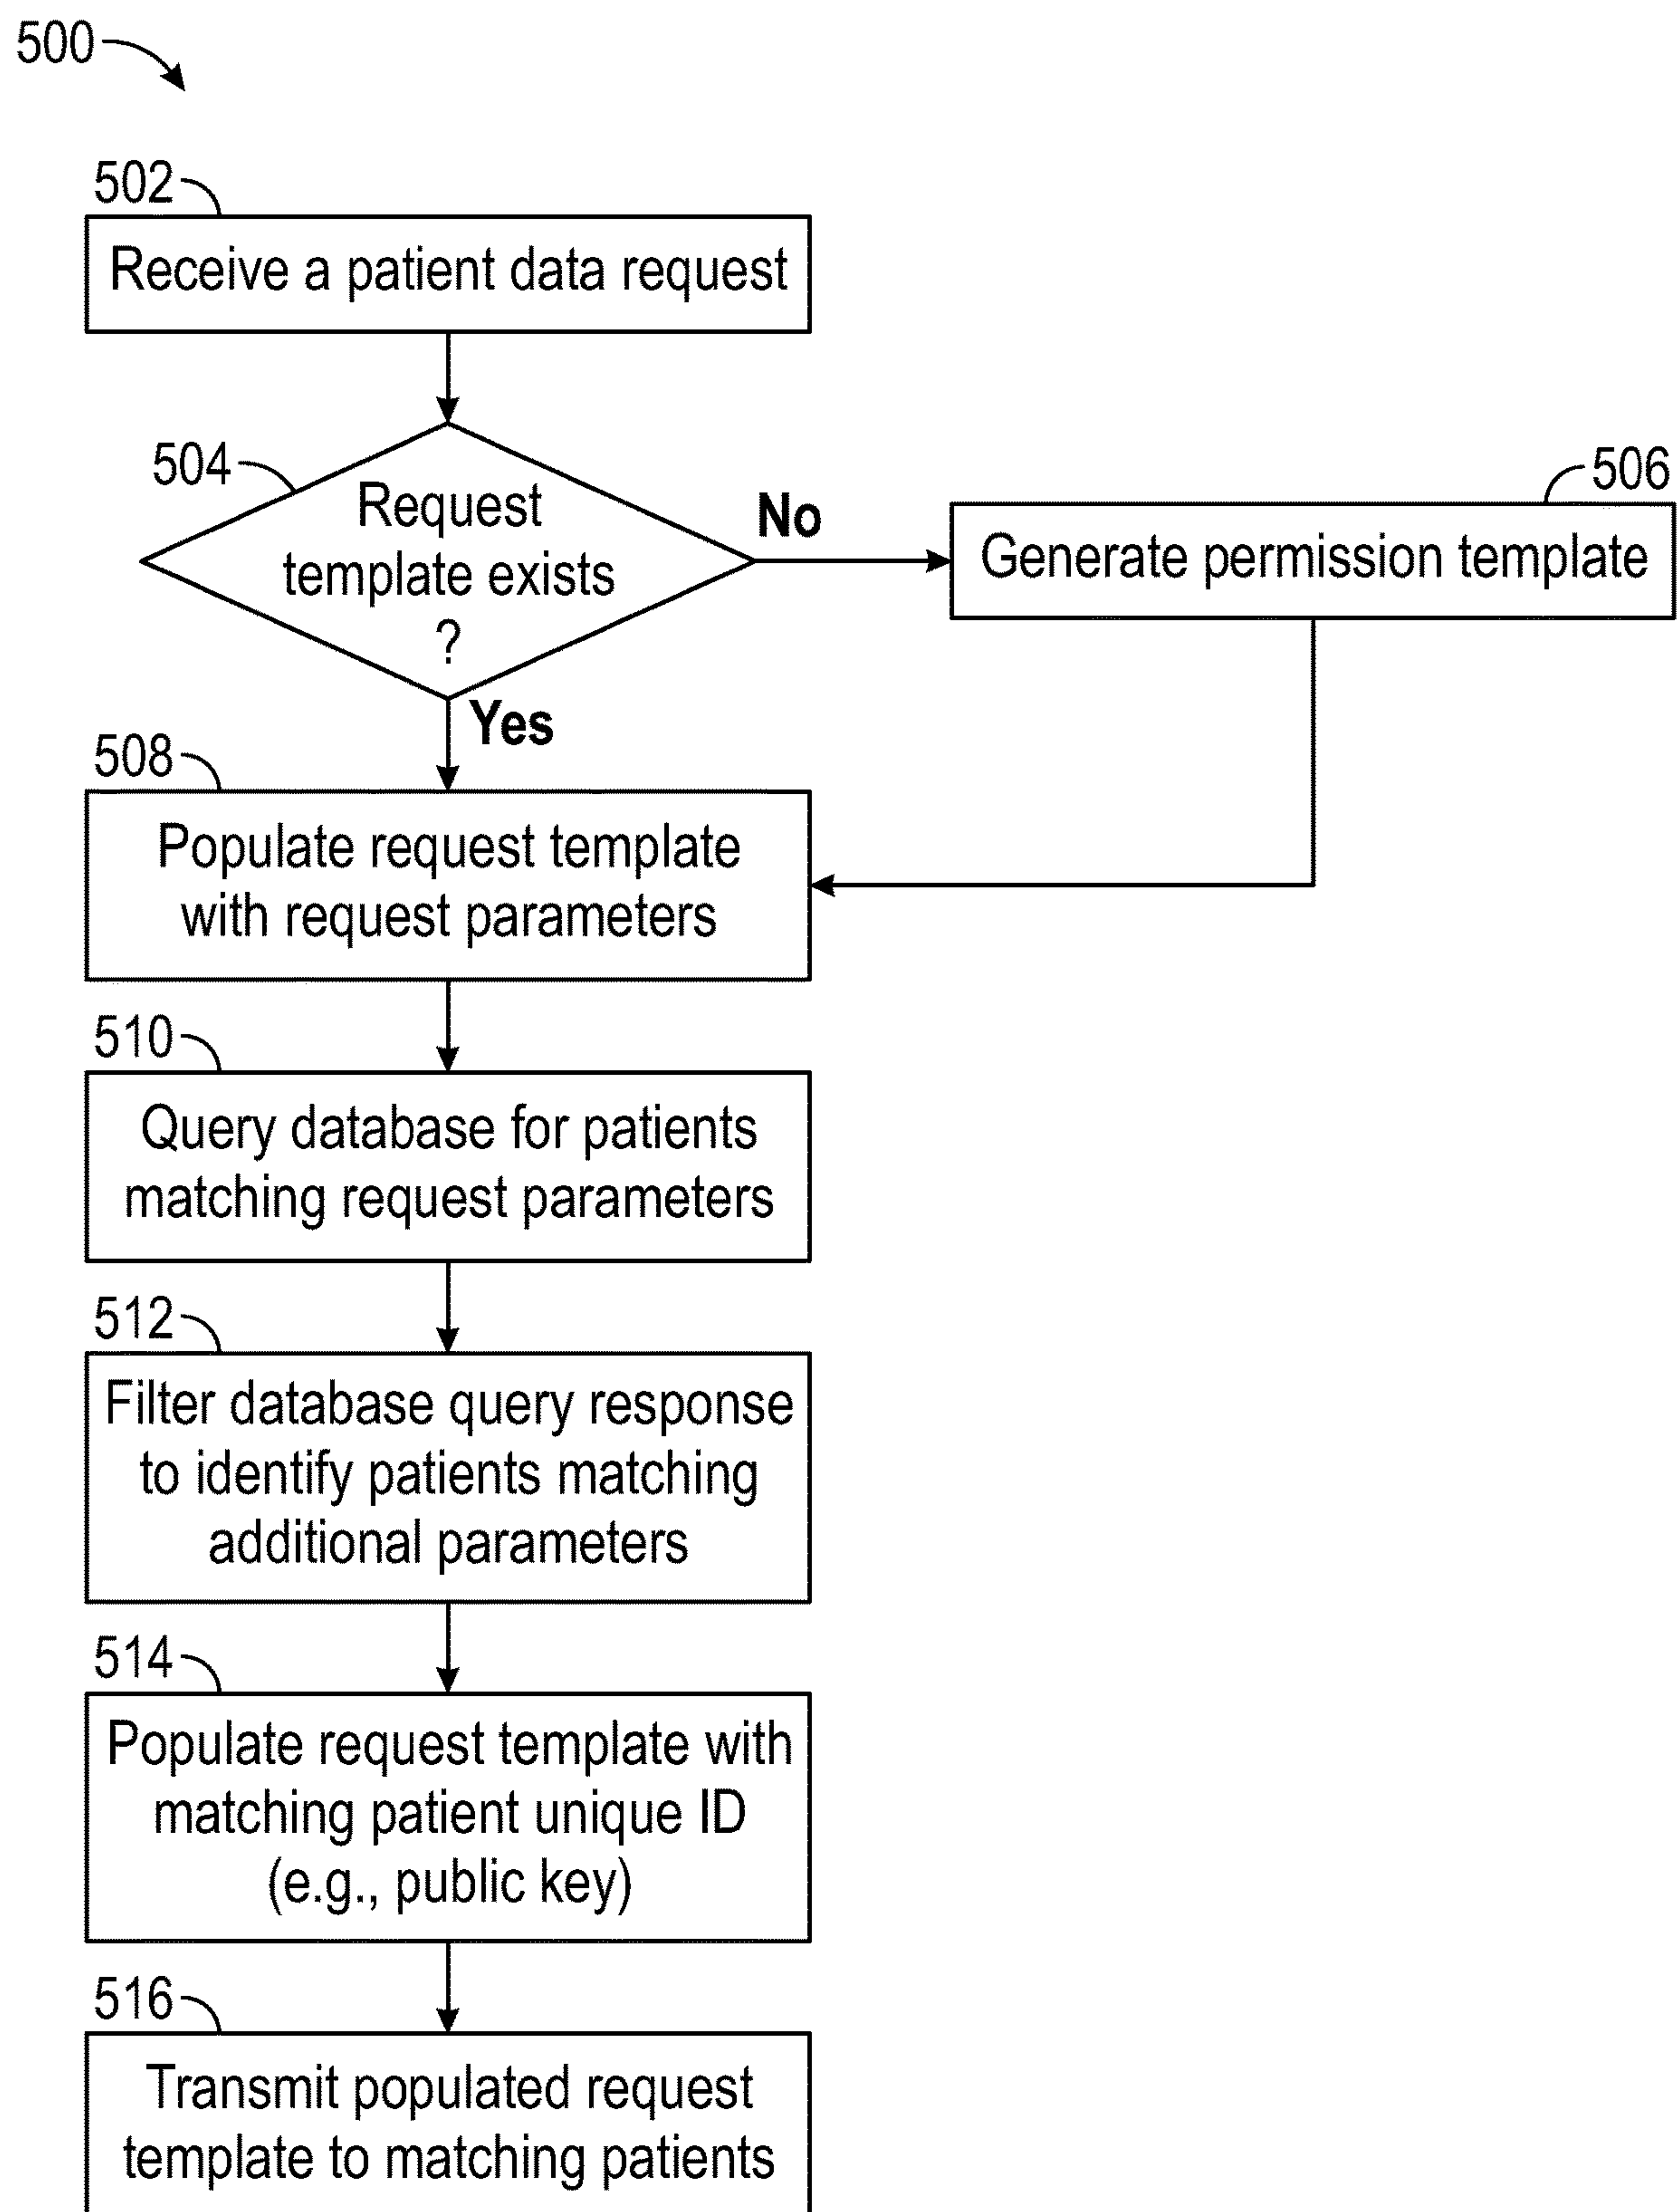 500
502
Receive a patient data request
504
Request
template exists
?
No
506
Generate permission template
Yes
508
Populate request template
with request parameters
510
Query database for patients
matching request parameters
512
Filter database query response
to identify patients matching
additional parameters
514
Populate request template with
matching patient unique ID
(e.g., public key)
516
Transmit populated request
template to matching patients